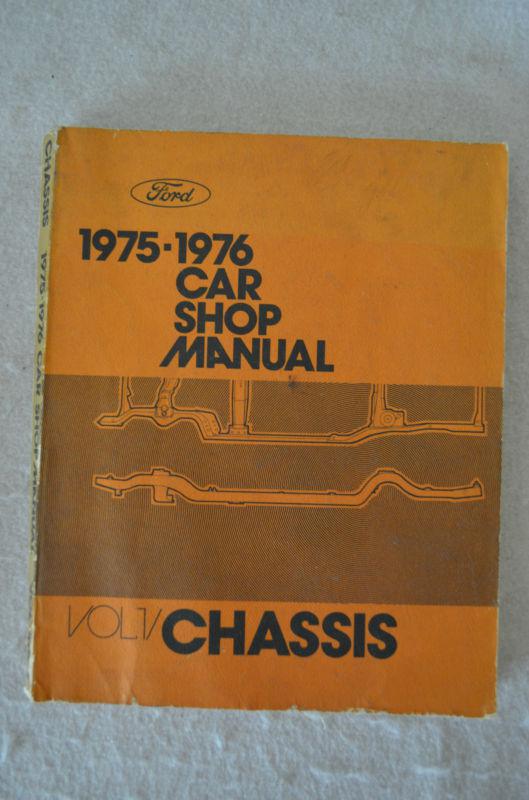 Ford
1975-1976
CAR
SHOP
MANUAL
VOL 1/ CHASSIS
CHASSIS 1975-1976 CAR SHOP MANUAL